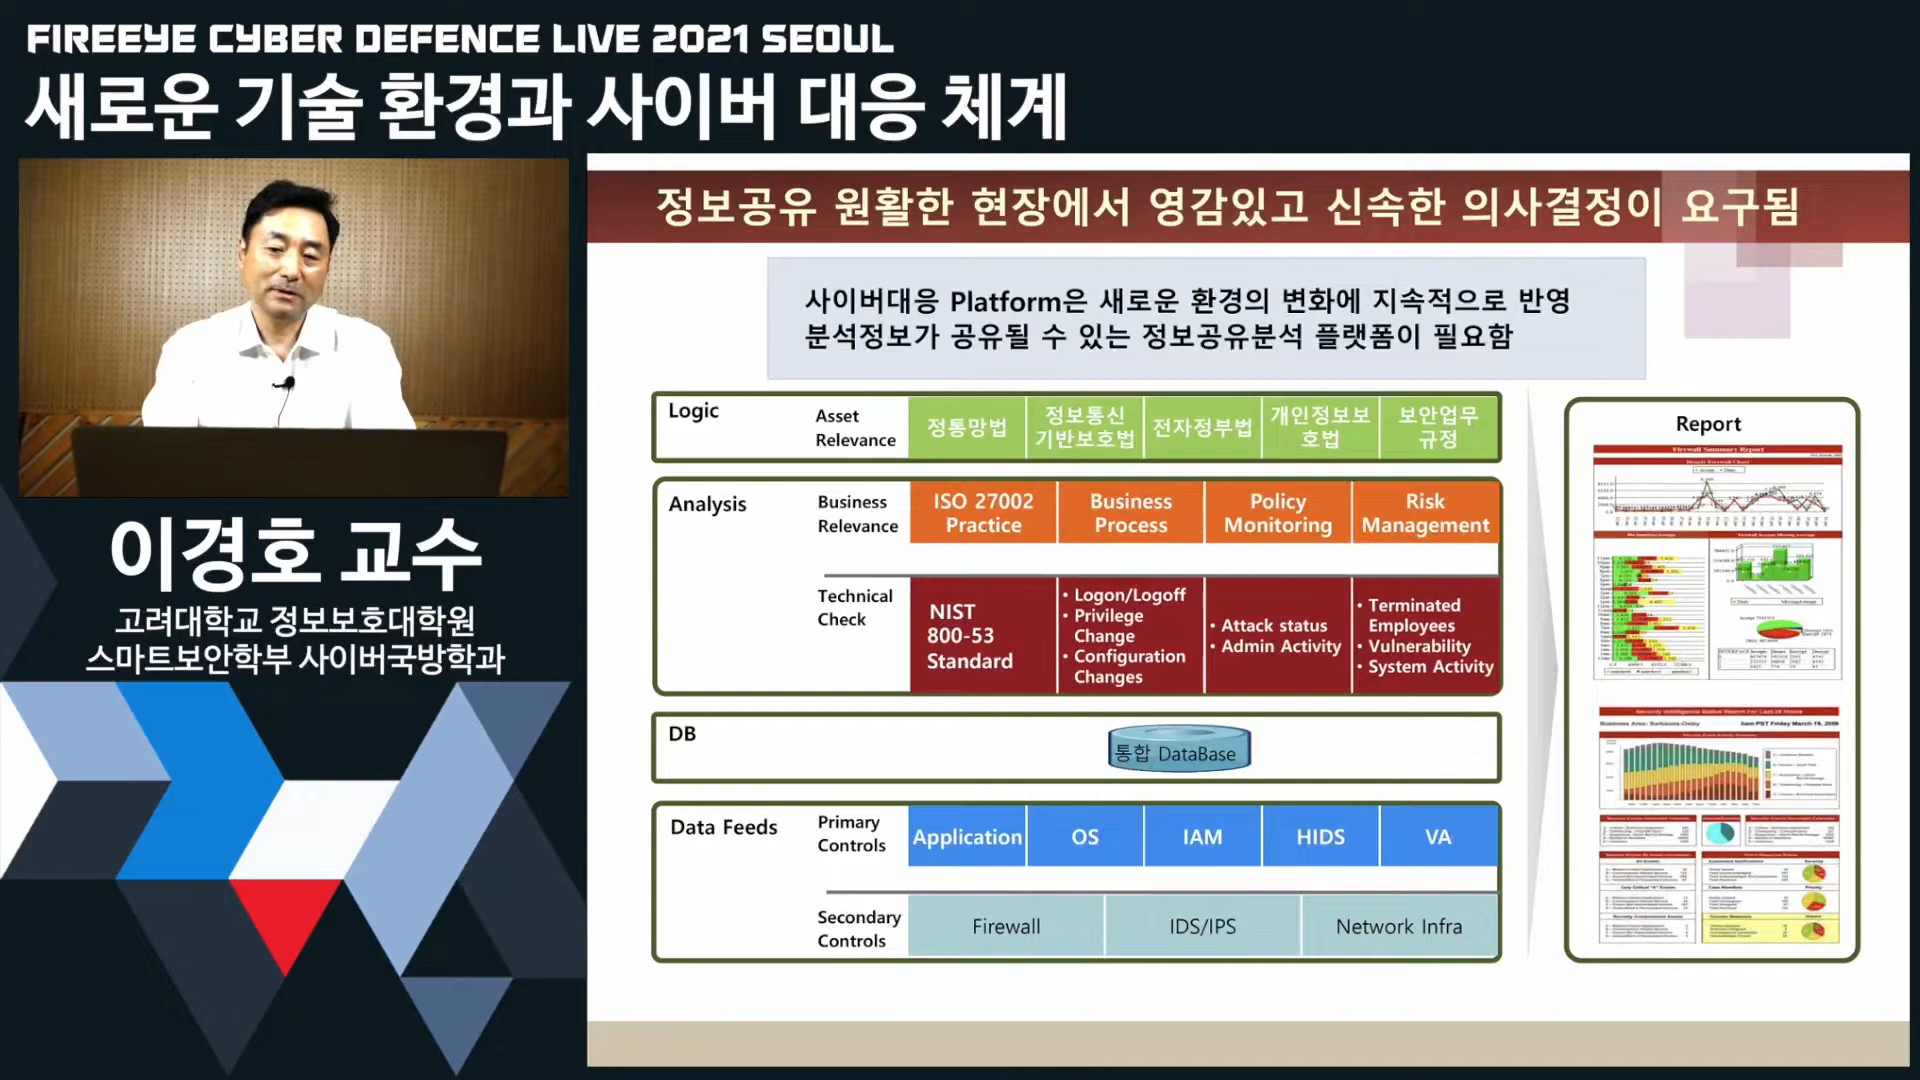 FIREEYE CYBER DEFENCE LIVE 2021 SEOUL
새로운 기술 환경과 사이버 대응 체계
이경호 교수
고려대학교 정보보호대학원
스마트보안학부 사이버국방학과
정보공유 원활한 현장에서 영감있고 신속한 의사결정이 요구됨
사이버대응 Platform은 새로운 환경의 변화에 지속적으로 반영
분석정보가 공유될 수 있는 정보공유분석 플랫폼이 필요함
Logic
Asset
Relevance
정통망법
정보통신
기반보호법
전자정부법
개인정보보
호법
보안업무
규정
Analysis
Business
Relevance
ISO 27002
Practice
Business
Process
Policy
Monitoring
Risk
Management
Technical
Check
NIST
800-53
Standard
• Logon/Logoff
• Privilege
Change
• Configuration
Changes
• Attack status
• Admin Activity
• Terminated
Employees
• Vulnerability
• System Activity
DB
통합 DataBase
Data Feeds
Primary
Controls
Application
OS
IAM
HIDS
VA
Secondary
Controls
Firewall
IDS/IPS
Network Infra
Report
Firewall Summary Report
Security Intelligence Status Report For Last 24 Hours